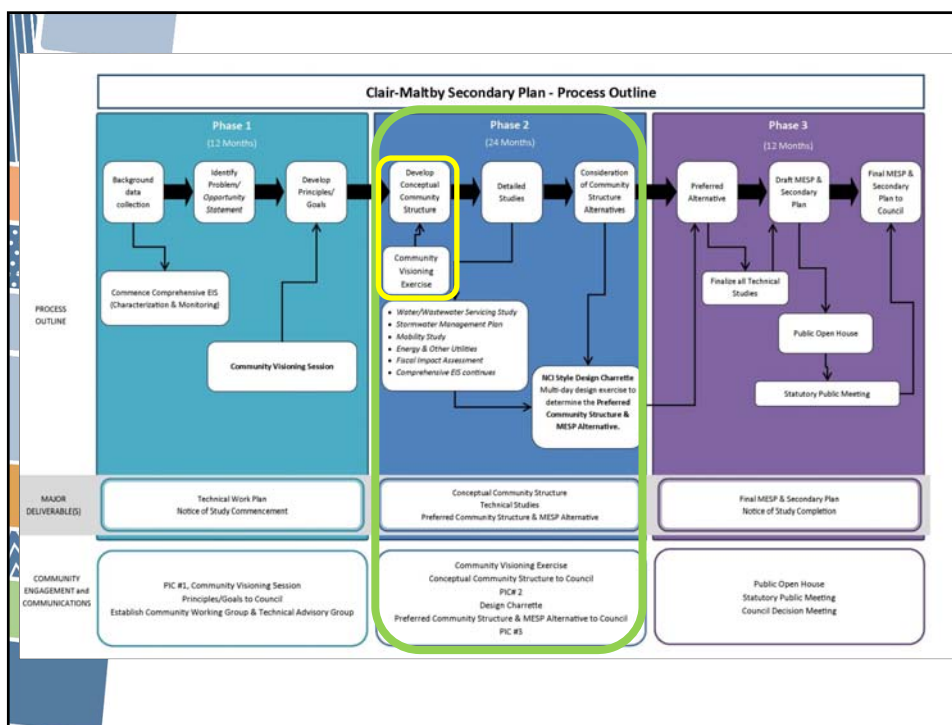 Clair-Maltby Secondary Plan - Process Outline
Phase 1
(12 Months)
Background
data
collection
Identify
Problem/
Opportunity
Statement
Develop
Principles/
Goals
Commence Comprehensive EIS
(Characterization & Monitoring)
Community Visioning Session
Phase 2
(24 Months)
Develop
Conceptual
Community
Structure
Detailed
Studies
Consideration
of Community
Structure
Alternatives
Community
Visioning
Exercise
• Water/Wastewater Servicing Study
• Stormwater Management Plan
• Mobility Study
• Energy & Other Utilities
• Fiscal Impact Assessment
• Comprehensive EIS continues
NCI Style Design Charrette
Multi-day design exercise to
determine the Preferred
Community Structure &
MESP Alternative.
Phase 3
(12 Months)
Preferred
Alternative
Draft MESP &
Secondary
Plan
Final MESP &
Secondary
Plan to
Council
Finalize all Technical
Studies
Public Open House
Statutory Public Meeting
PROCESS
OUTLINE
MAJOR
DELIVERABLE(S)
Technical Work Plan
Notice of Study Commencement
Conceptual Community Structure
Technical Studies
Preferred Community Structure & MESP Alternative
Final MESP & Secondary Plan
Notice of Study Completion
COMMUNITY
ENGAGEMENT and
COMMUNICATIONS
PIC #1, Community Visioning Session
Principles/Goals to Council
Establish Community Working Group & Technical Advisory Group
Community Visioning Exercise
Conceptual Community Structure to Council
PIC# 2
Design Charrette
Preferred Community Structure & MESP Alternative to Council
PIC #3
Public Open House
Statutory Public Meeting
Council Decision Meeting